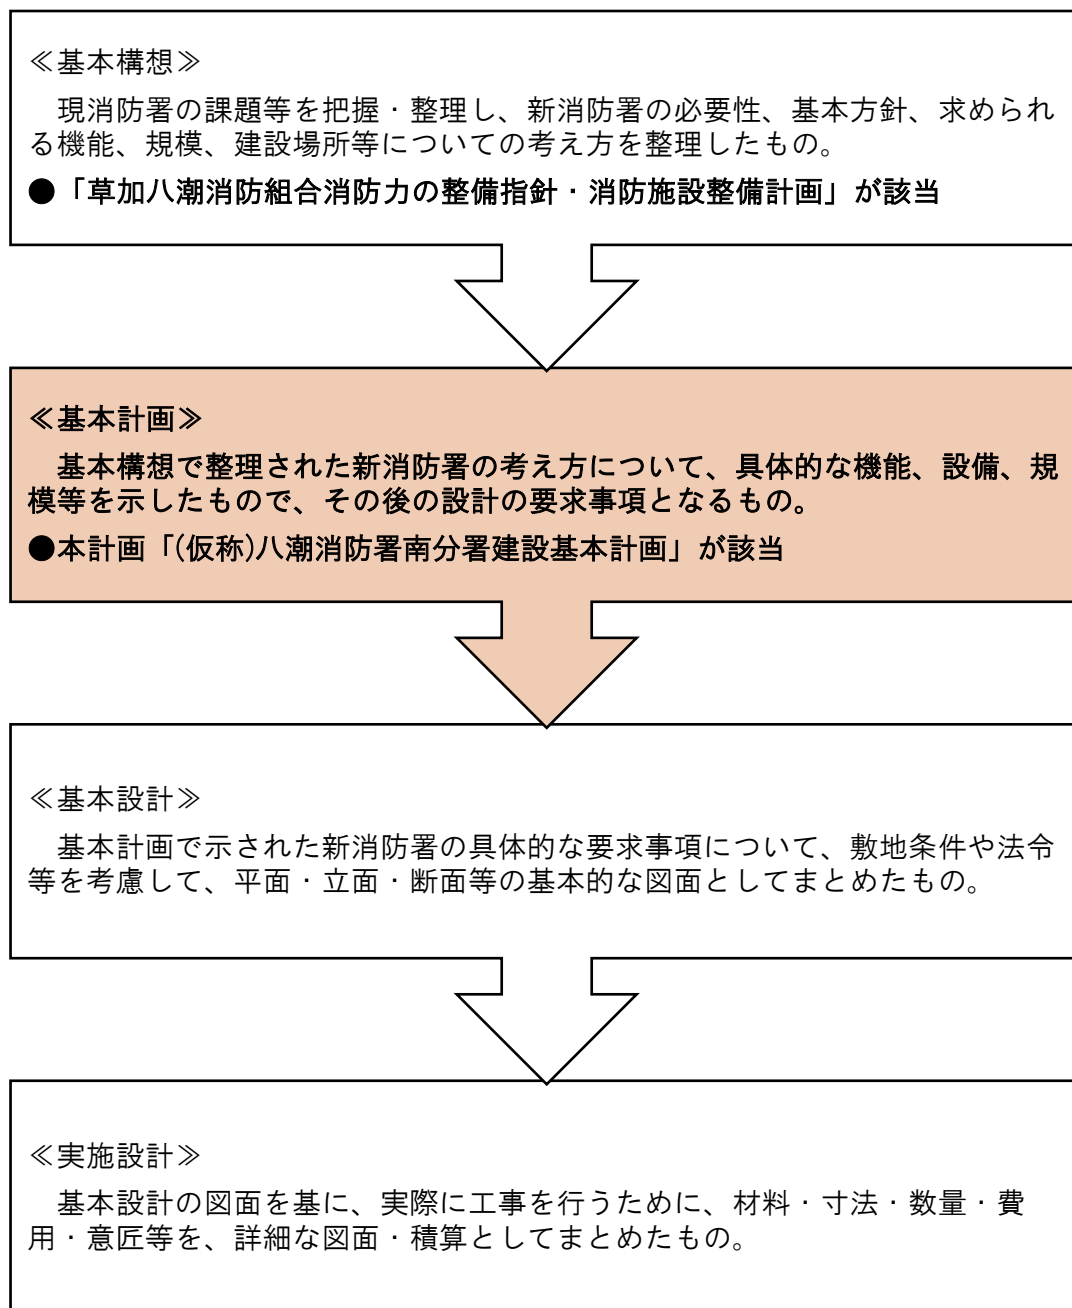 ≪基本構想≫
　現消防署の課題等を把握・整理し、新消防署の必要性、基本方針、求められ
る機能、規模、建設場所等についての考え方を整理したもの。
●「草加八潮消防組合消防力の整備指針・消防施設整備計画」が該当
≪基本計画≫
　基本構想で整理された新消防署の考え方について、具体的な機能、設備、規
模等を示したもので、その後の設計の要求事項となるもの。
●本計画「(仮称)八潮消防署南分署建設基本計画」が該当
≪基本設計≫
　基本計画で示された新消防署の具体的な要求事項について、敷地条件や法令
等を考慮して、平面・立面・断面等の基本的な図面としてまとめたもの。
≪実施設計≫
　基本設計の図面を基に、実際に工事を行うために、材料・寸法・数量・費
用・意匠等を、詳細な図面・積算としてまとめたもの。